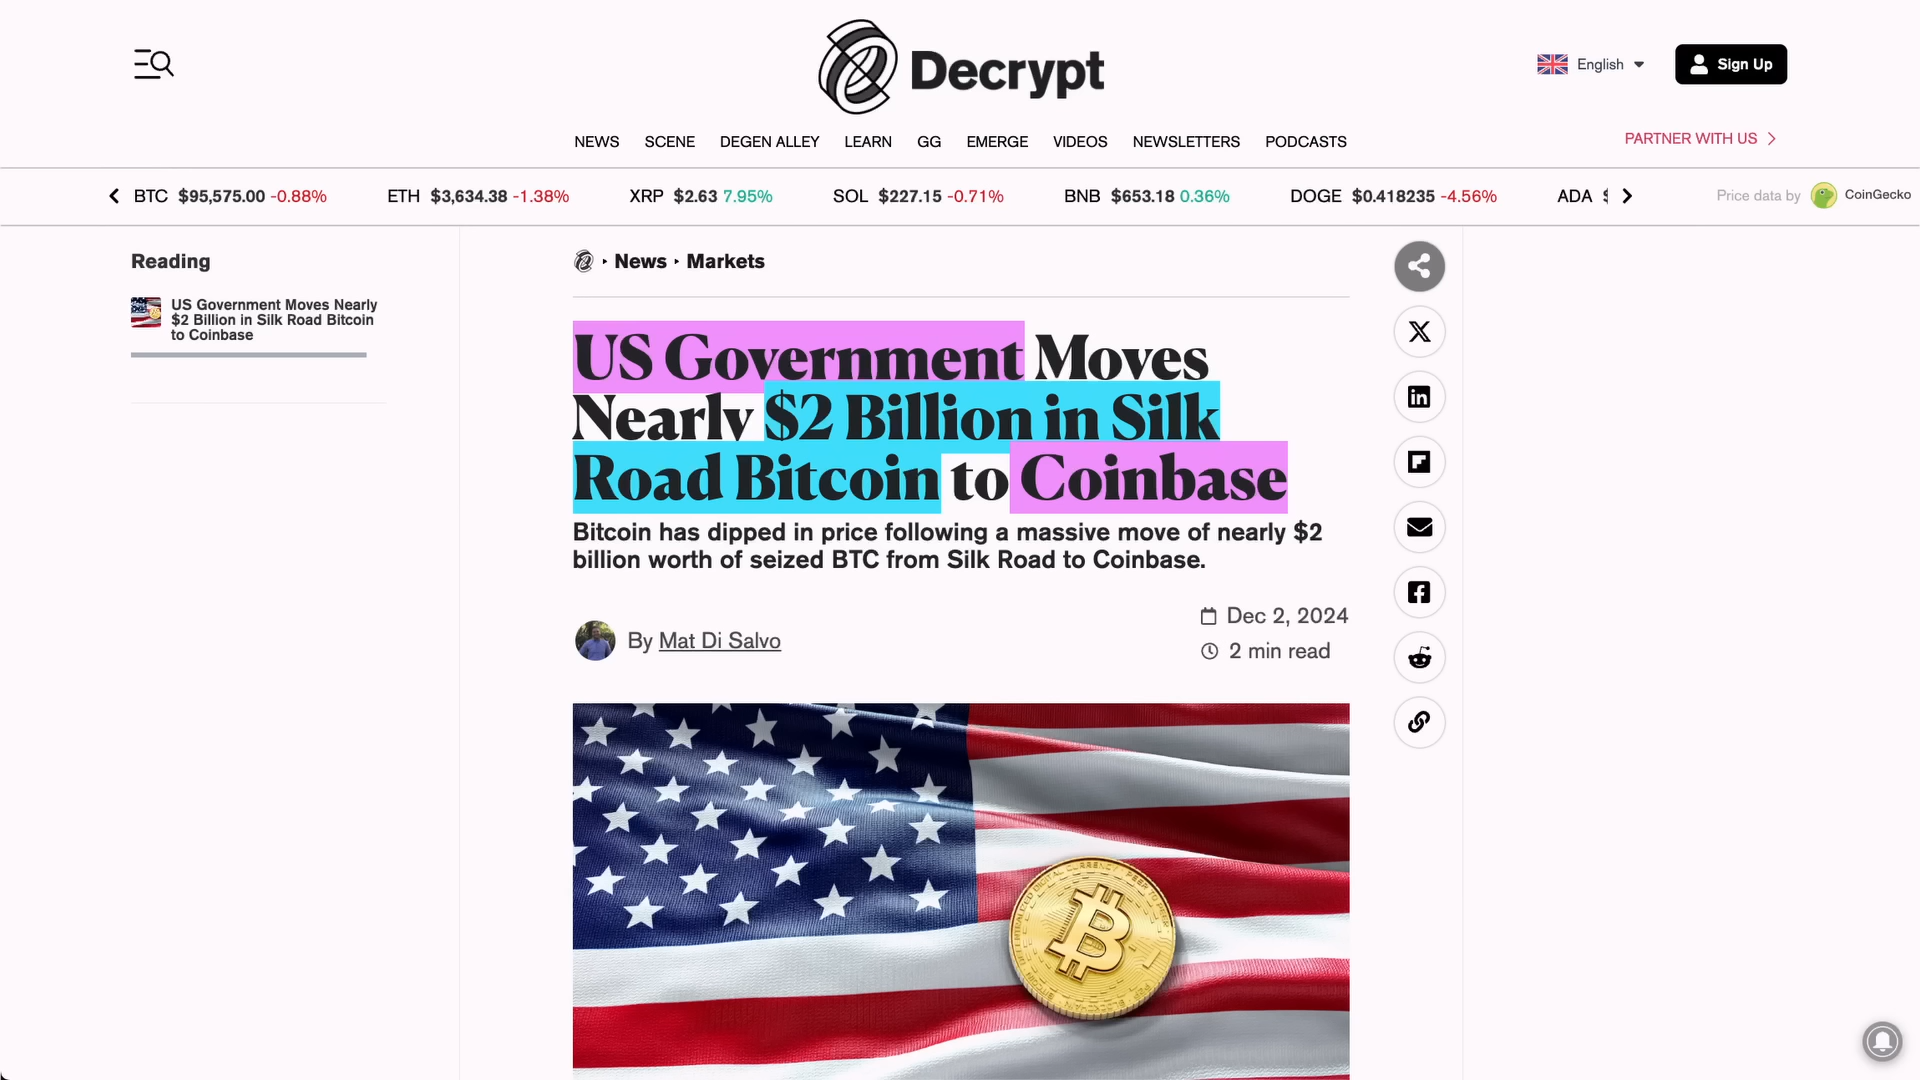 Decrypt
English
Sign Up
NEWS SCENE DEGEN ALLEY LEARN GG EMERGE VIDEOS NEWSLETTERS PODCASTS
PARTNER WITH US
BTC $95,575.00 -0.88% ETH $3,634.38 -1.38% XRP $2.63 7.95% SOL $227.15 -0.71% BNB $653.18 0.36% DOGE $0.418235 -4.56% ADA
Price data by CoinGecko
Reading
US Government Moves Nearly
$2 Billion in Silk Road Bitcoin
to Coinbase
News · Markets
US Government Moves
Nearly $2 Billion in Silk
Road Bitcoin to Coinbase
Bitcoin has dipped in price following a massive move of nearly $2
billion worth of seized BTC from Silk Road to Coinbase.
By Mat Di Salvo
Dec 2, 2024
2 min read